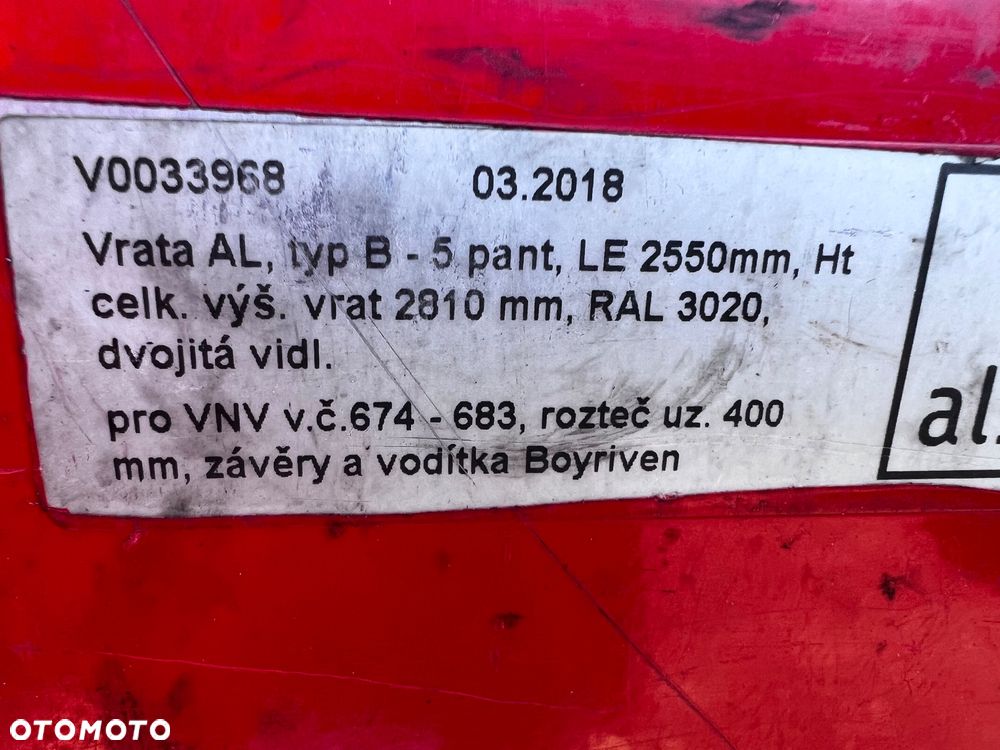 V0033968 03.2018
Vrata AL, typ B - 5 pant, LE 2550mm, Ht
celk. výš. vrat 2810 mm, RAL 3020,
dvojitá vidl.
pro VNV v.č.674 - 683, rozteč uz. 400
mm, závěry a vodítka Boyriven
al
OTOMOTO